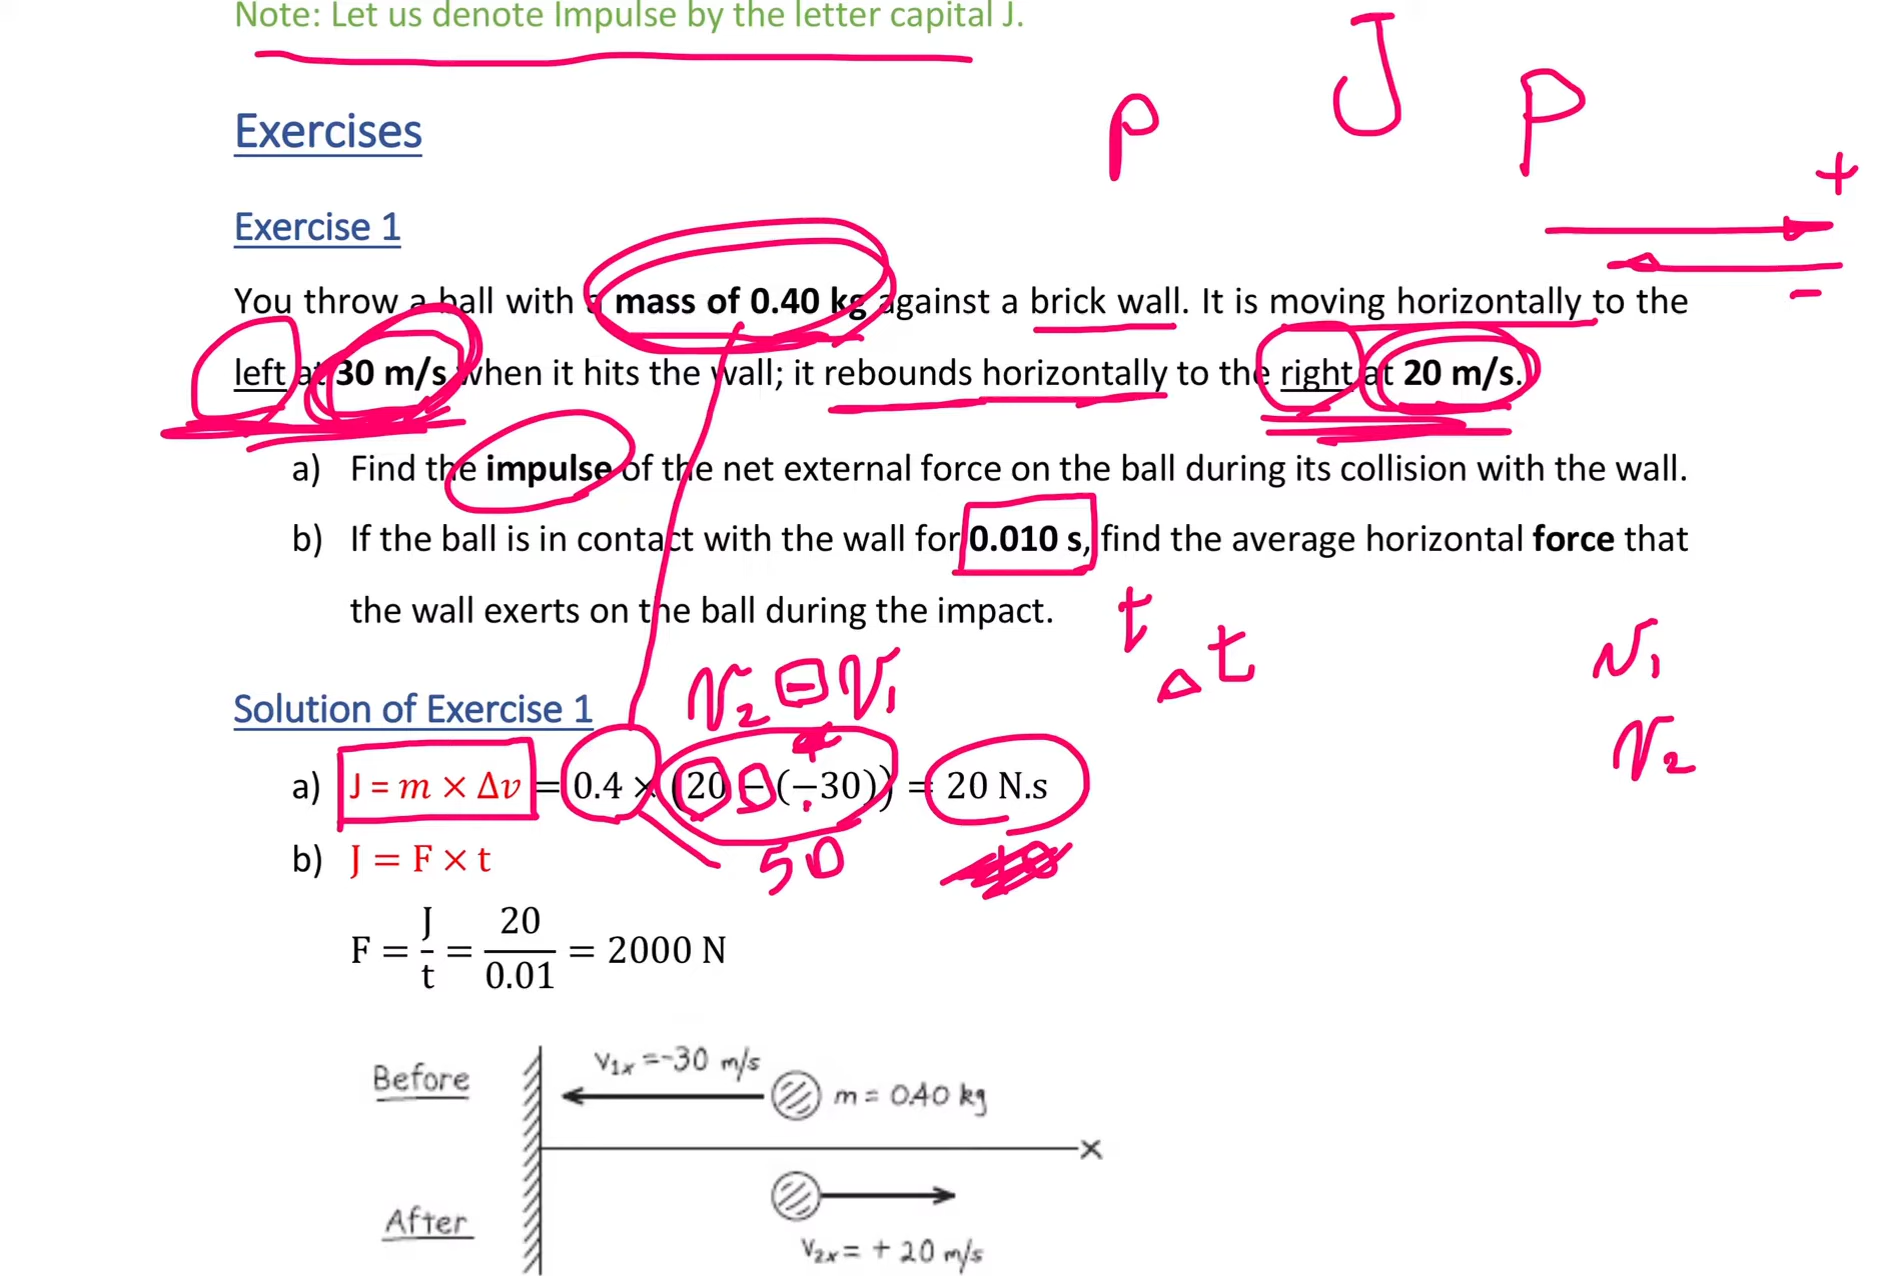 Note: Let us denote Impulse by the letter capital J.
J
p
P
+
Exercises
Exercise 1
−
You throw a ball with a mass of 0.40 kg against a brick wall. It is moving horizontally to the
left at 30 m/s when it hits the wall; it rebounds horizontally to the right at 20 m/s.
a) Find the impulse of the net external force on the ball during its collision with the wall.
b) If the ball is in contact with the wall for 0.010 s, find the average horizontal force that
the wall exerts on the ball during the impact.
t
Δt
v₁
v₂ − v₁
Solution of Exercise 1
v₂
+
a) J = m × Δv = 0.4 × (20 − (−30)) = 20 N.s
50
b) J = F × t
F = J/t = 20/0.01 = 2000 N
Before
V1x =-30 m/s
m = 0.40 kg
x
After
V2x = + 20 m/s